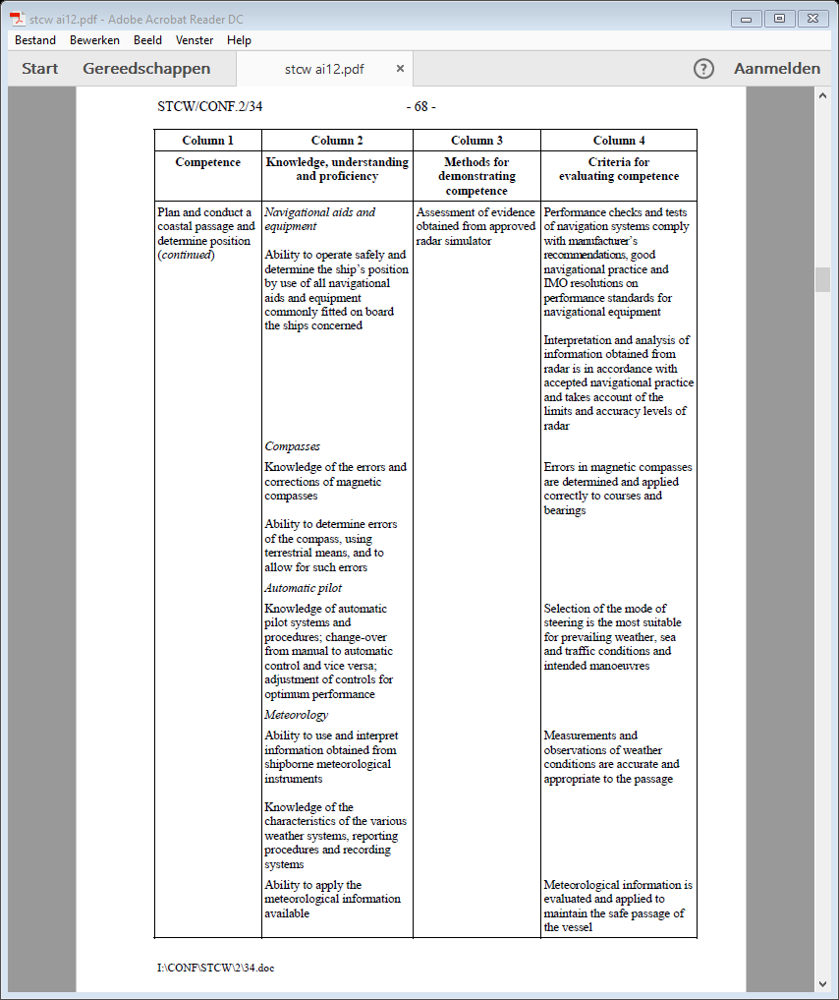 stcw ai12.pdf - Adobe Acrobat Reader DC
Bestand Bewerken Beeld Venster Help
Start Gereedschappen stcw ai12.pdf × ? Aanmelden
STCW/CONF.2/34 - 68 -
Column 1 Column 2 Column 3 Column 4
Competence
Knowledge, understanding
and proficiency
Methods for
demonstrating
competence
Criteria for
evaluating competence
Plan and conduct a
coastal passage and
determine position
(continued)
Navigational aids and
equipment
Ability to operate safely and
determine the ship's position
by use of all navigational
aids and equipment
commonly fitted on board
the ships concerned
Assessment of evidence
obtained from approved
radar simulator
Performance checks and tests
of navigation systems comply
with manufacturer's
recommendations, good
navigational practice and
IMO resolutions on
performance standards for
navigational equipment
Interpretation and analysis of
information obtained from
radar is in accordance with
accepted navigational practice
and takes account of the
limits and accuracy levels of
radar
Compasses
Knowledge of the errors and
corrections of magnetic
compasses
Ability to determine errors
of the compass, using
terrestrial means, and to
allow for such errors
Errors in magnetic compasses
are determined and applied
correctly to courses and
bearings
Automatic pilot
Knowledge of automatic
pilot systems and
procedures; change-over
from manual to automatic
control and vice versa;
adjustment of controls for
optimum performance
Selection of the mode of
steering is the most suitable
for prevailing weather, sea
and traffic conditions and
intended manoeuvres
Meteorology
Ability to use and interpret
information obtained from
shipborne meteorological
instruments
Knowledge of the
characteristics of the various
weather systems, reporting
procedures and recording
systems
Measurements and
observations of weather
conditions are accurate and
appropriate to the passage
Ability to apply the
meteorological information
available
Meteorological information is
evaluated and applied to
maintain the safe passage of
the vessel
I:\CONF\STCW\2\34.doc